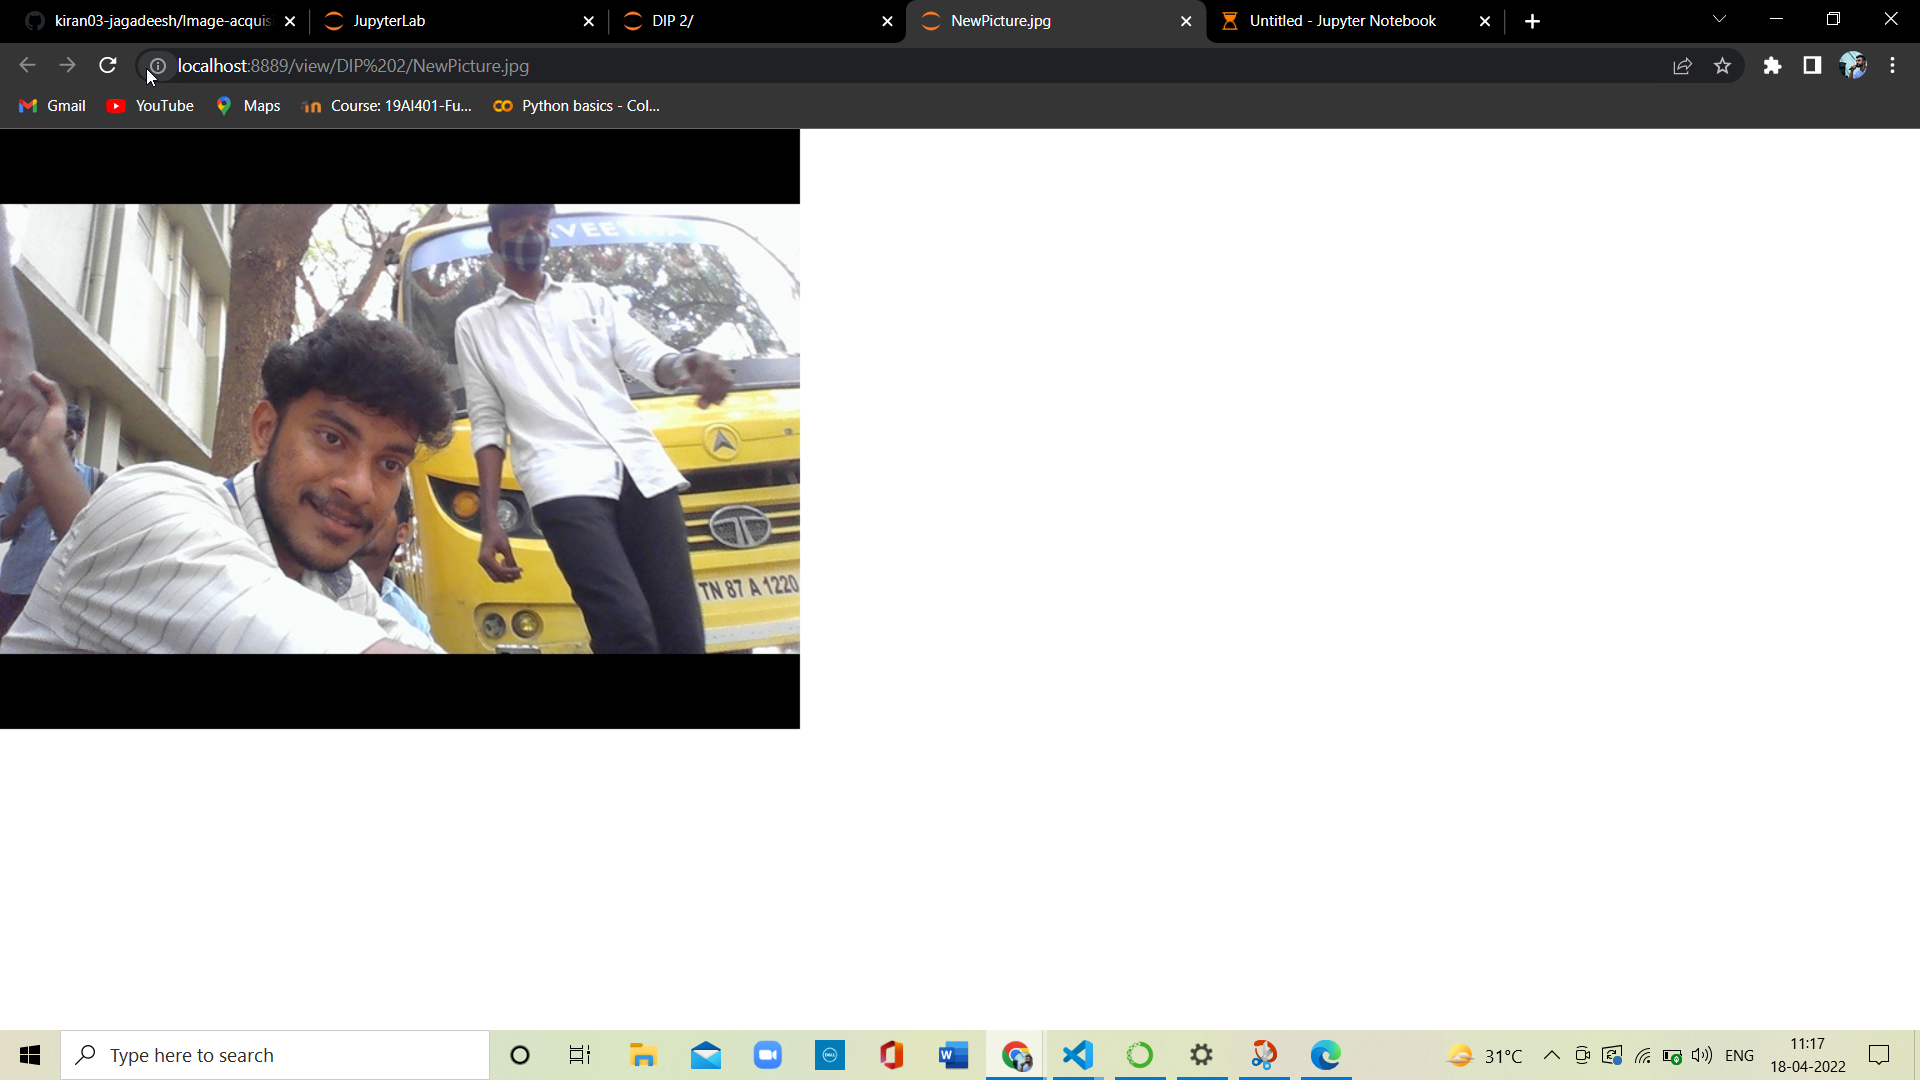 kiran03-jagadeesh/Image-acquis
JupyterLab
DIP 2/
NewPicture.jpg
Untitled - Jupyter Notebook
localhost:8889/view/DIP%202/NewPicture.jpg
Gmail
YouTube
Maps
Course: 19AI401-Fu...
Python basics - Col...
AVEETHA
TN 87 A 1220
Type here to search
DELL
31°C
ENG
11:17
18-04-2022